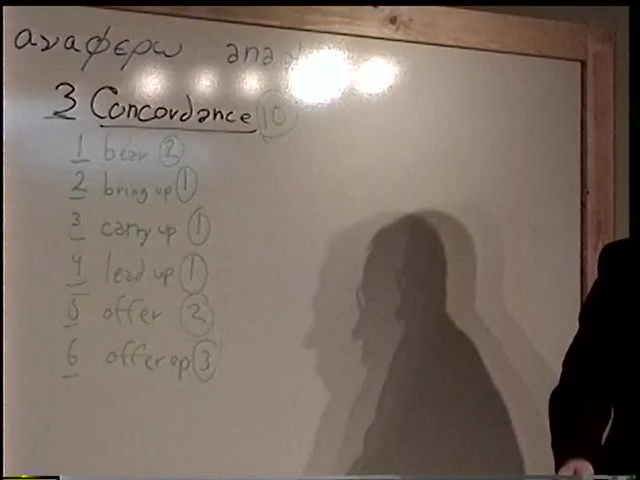 αναφερω ana
3 Concordance 10
1 bear 2
2 bring up 1
3 carry up 1
4 lead up 1
5 offer 2
6 offer up 3